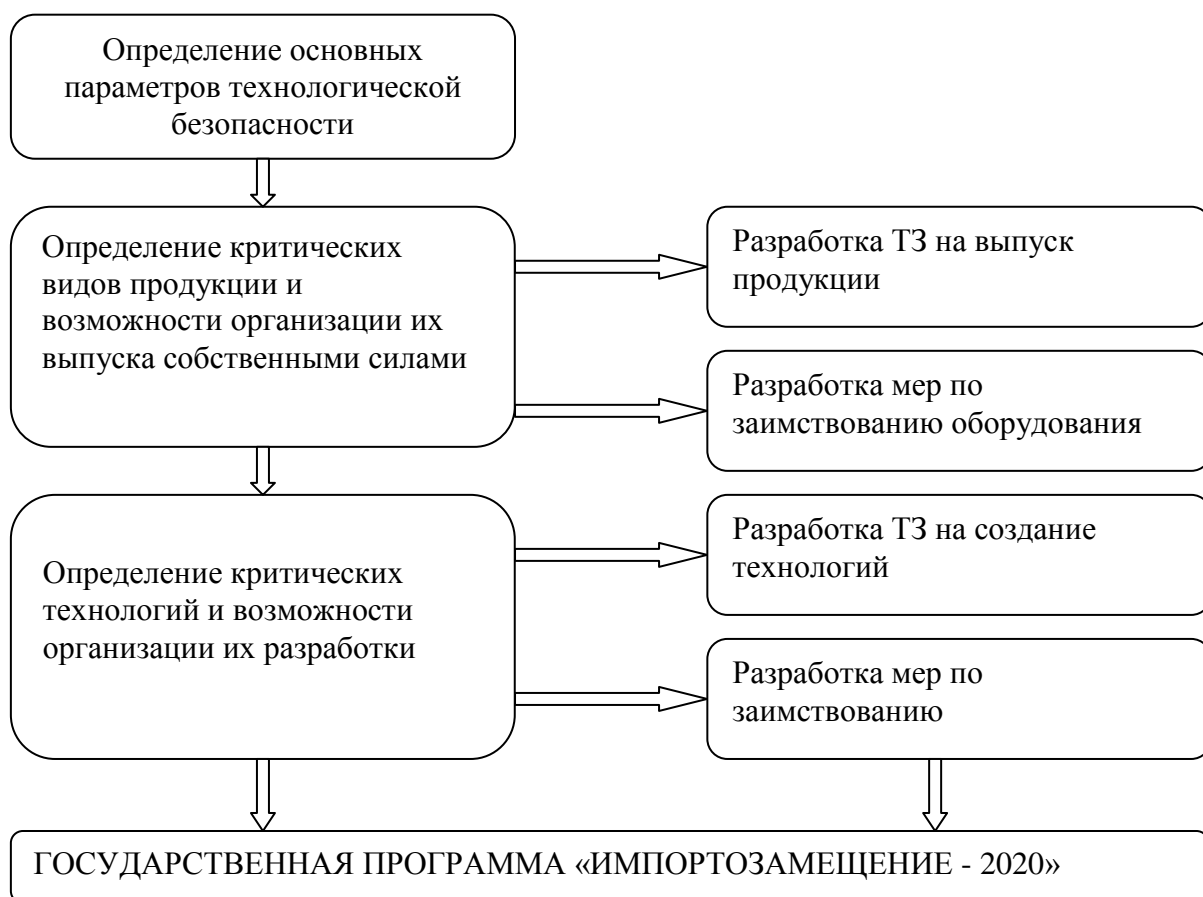 Определение основных
параметров технологической
безопасности
Определение критических
видов продукции и
возможности организации их
выпуска собственными силами
Разработка ТЗ на выпуск
продукции
Разработка мер по
заимствованию оборудования
Определение критических
технологий и возможности
организации их разработки
Разработка ТЗ на создание
технологий
Разработка мер по
заимствованию
ГОСУДАРСТВЕННАЯ ПРОГРАММА «ИМПОРТОЗАМЕЩЕНИЕ - 2020»